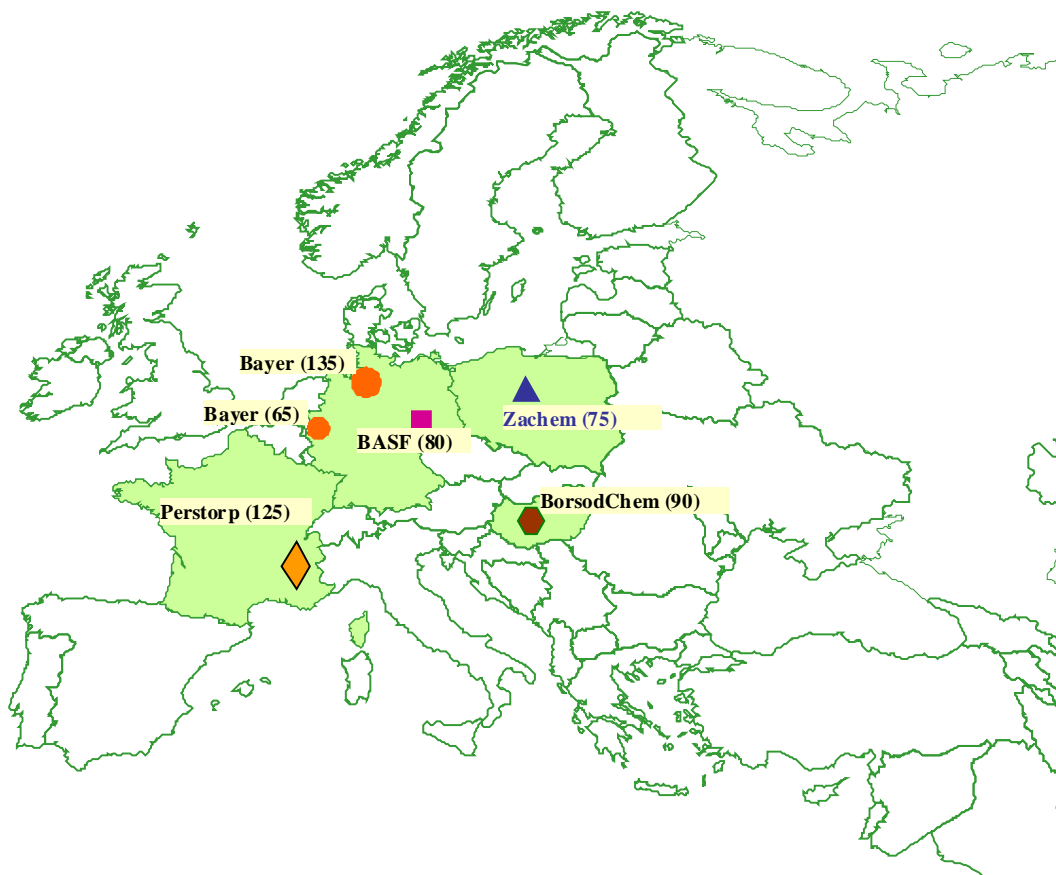 Bayer (135)
Bayer (65)
Zachem (75)
BASF (80)
BorsodChem (90)
Perstorp (125)